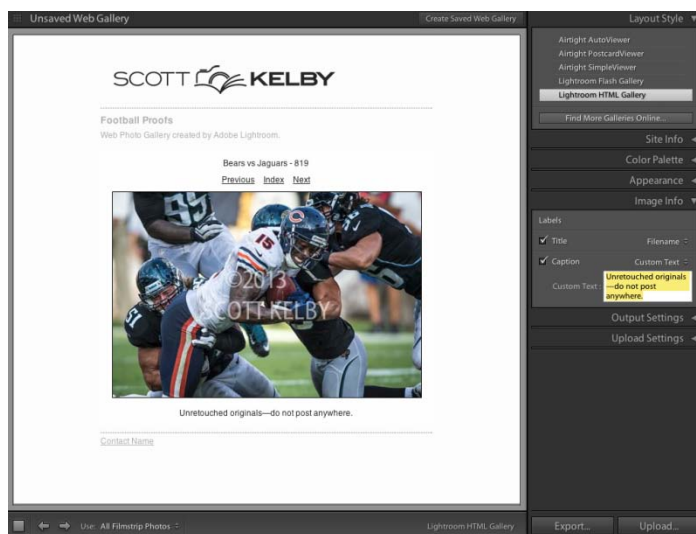 Unsaved Web Gallery
Create Saved Web Gallery
Layout Style
SCOTT KELBY
Football Proofs
Web Photo Gallery created by Adobe Lightroom.
Bears vs Jaguars - 819
Previous Index Next
95
15
51
©2013
SCOTT KELBY
Unretouched originals—do not post anywhere.
Contact Name
Airtight AutoViewer
Airtight PostcardViewer
Airtight SimpleViewer
Lightroom Flash Gallery
Lightroom HTML Gallery
Find More Galleries Online...
Site Info
Color Palette
Appearance
Image Info
Labels
Title Filename
Caption Custom Text
Custom Text : Unretouched originals
—do not post
anywhere.
Output Settings
Upload Settings
Use: All Filmstrip Photos
Lightroom HTML Gallery
Export...
Upload...